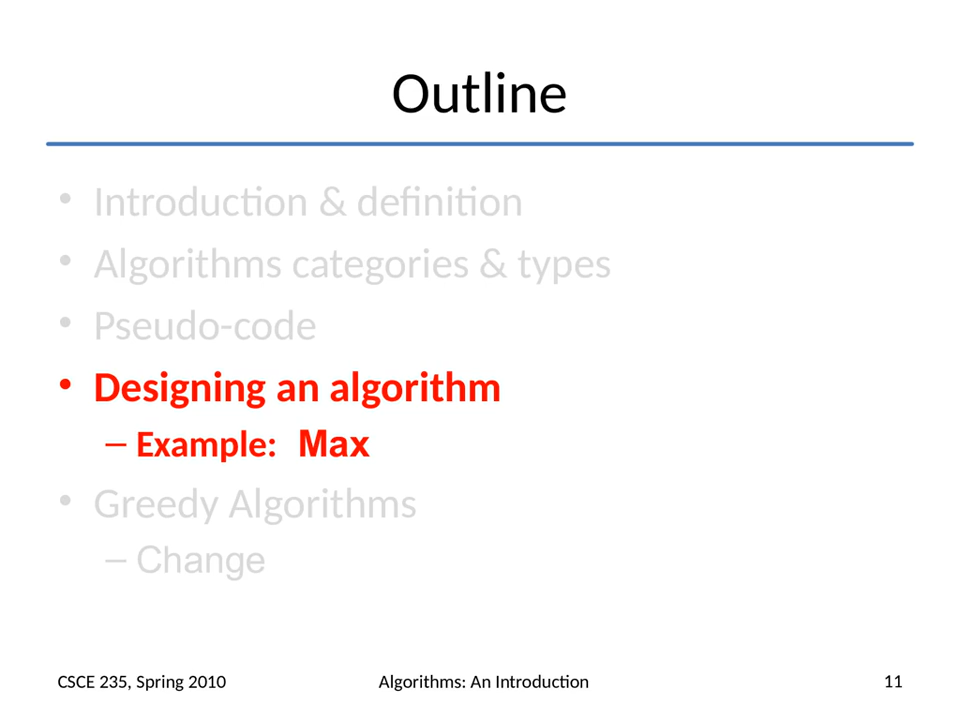 Outline
• Introduction & definition
• Algorithms categories & types
• Pseudo-code
• Designing an algorithm
– Example: Max
• Greedy Algorithms
– Change
CSCE 235, Spring 2010
Algorithms: An Introduction
11